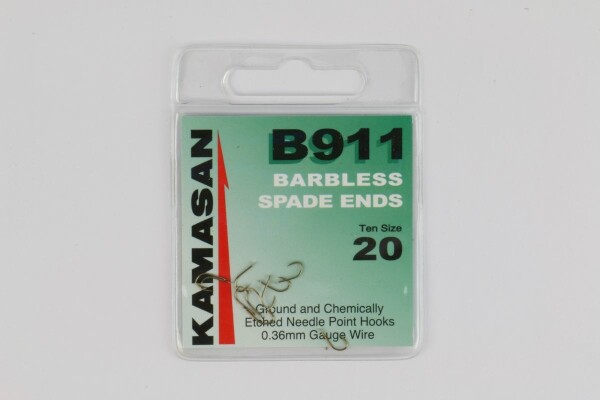 KAMASAN
B911
BARBLESS
SPADE ENDS
Ten Size
20
Ground and Chemically
Etched Needle Point Hooks
0.36mm Gauge Wire